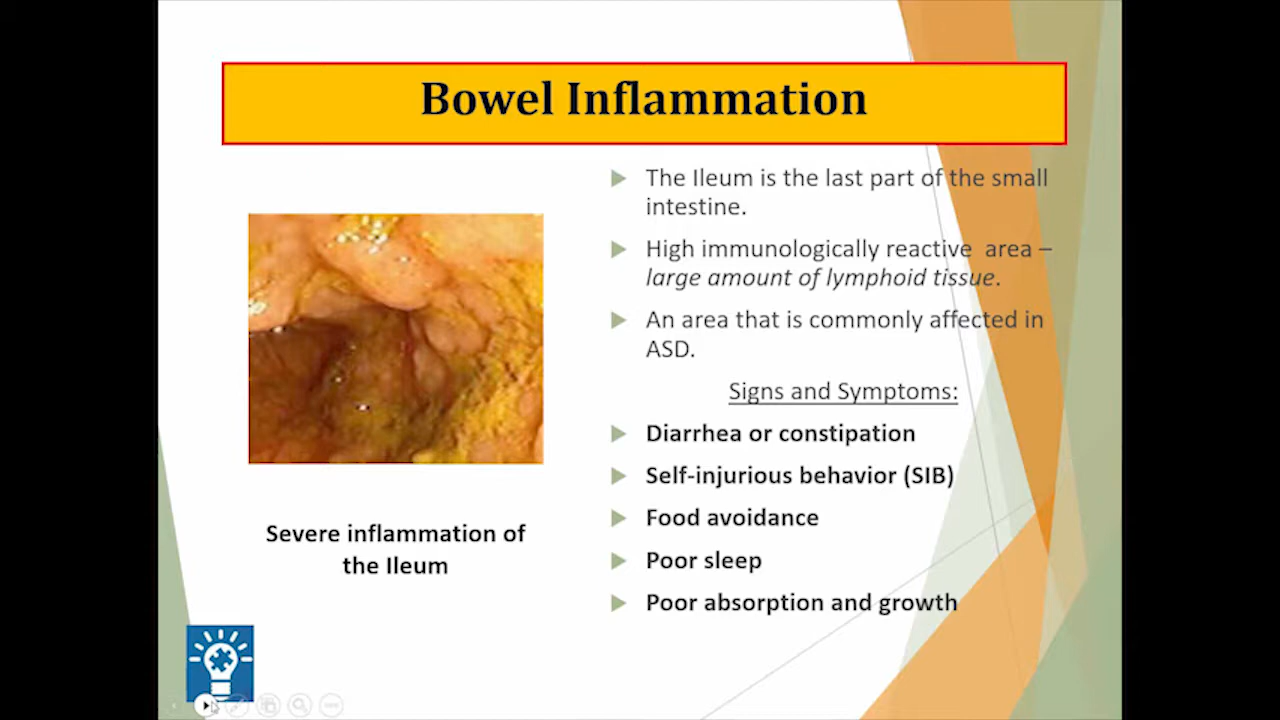 Bowel Inflammation
The Ileum is the last part of the small
intestine.
High immunologically reactive area –
large amount of lymphoid tissue.
An area that is commonly affected in
ASD.
Signs and Symptoms:
Diarrhea or constipation
Self-injurious behavior (SIB)
Food avoidance
Poor sleep
Poor absorption and growth
Severe inflammation of
the Ileum